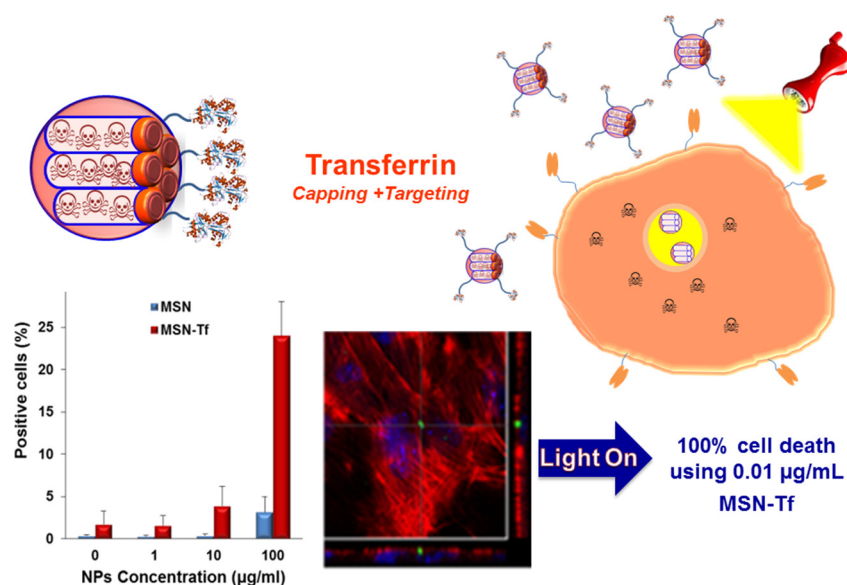 Transferrin
Capping +Targeting
MSN
MSN-Tf
Positive cells (%)
25
20
15
10
5
0
0 1 10 100
NPs Concentration (µg/ml)
Light On
100% cell death
using 0.01 µg/mL
MSN-Tf